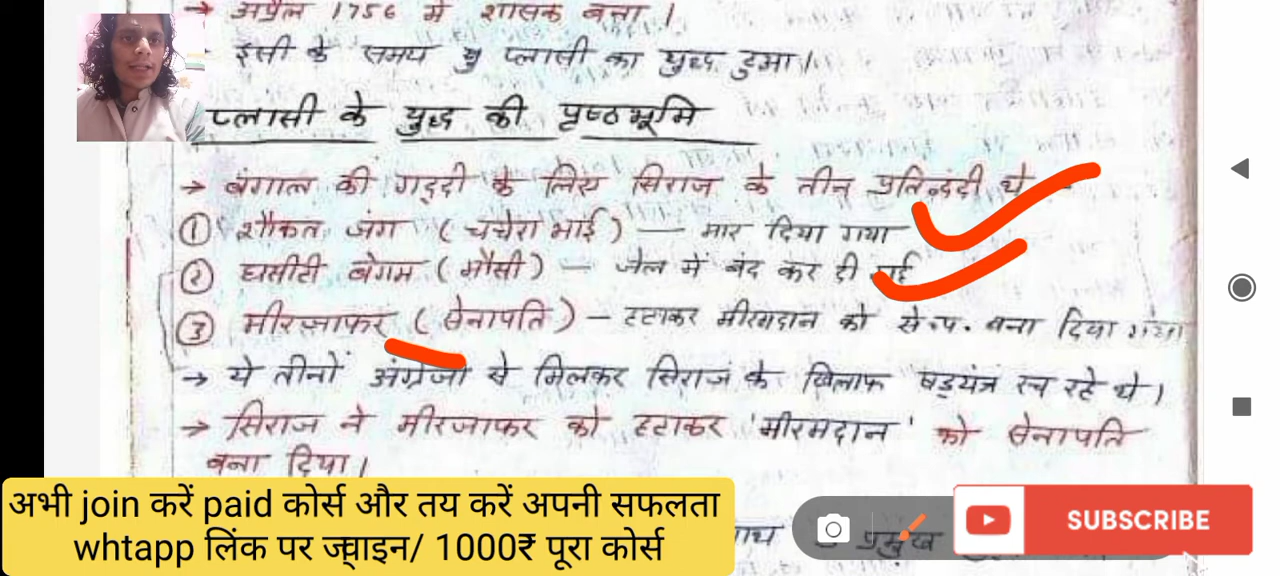 → अप्रैल 1756 में शासक बना।
इसी के समय प्लासी का युद्ध हुआ।
प्लासी के युद्ध की पृष्ठभूमि
→ बंगाल की गद्दी के लिए सिराज के तीन प्रतिद्वंदी थे
① शौकत जंग (चचेरा भाई) — मार दिया गया
② घसीटी बेगम (मौसी) — जेल में बंद कर दी गई
③ मीरजाफर (सेनापति) — हटाकर मीरमदान को से.प. बना दिया गया
→ ये तीनों अंग्रेजो से मिलकर सिराज के खिलाफ षड्यंत्र रच रहे थे।
→ सिराज ने मीरजाफर को हटाकर 'मीरमदान' को सेनापति
बना दिया।
अभी join करें paid कोर्स और तय करें अपनी सफलता
whtapp लिंक पर ज्वाइन/ 1000₹ पूरा कोर्स
प्रमुख
SUBSCRIBE